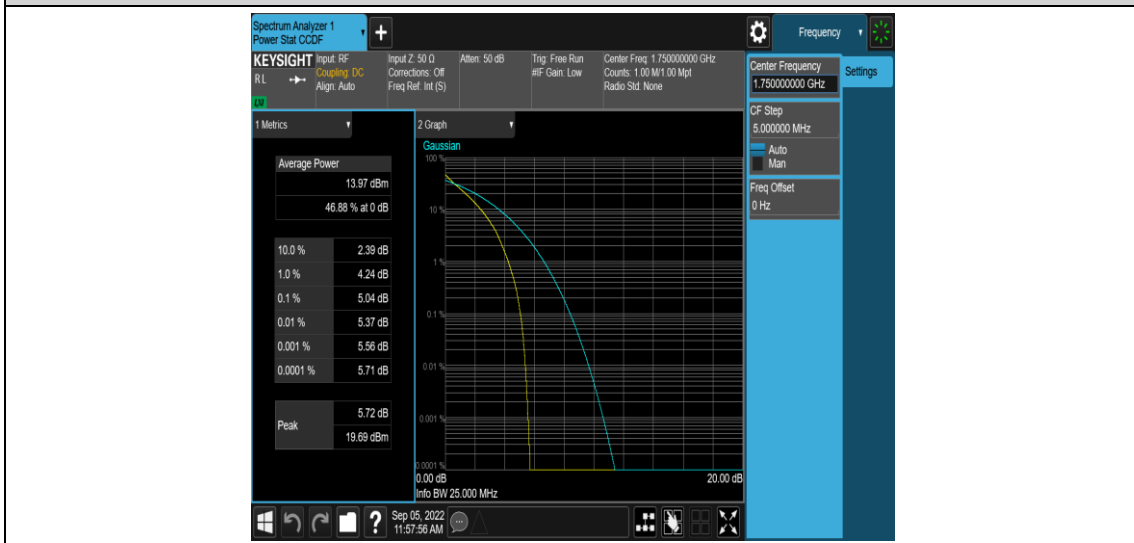 Spectrum Analyzer 1
Power Stat CCDF
Frequency
KEYSIGHT
RL
LNI
Input: RF
Coupling: DC
Align: Auto
Input Z: 50 Ω
Corrections: Off
Freq Ref: Int (S)
Atten: 50 dB
Trig: Free Run
#IF Gain: Low
Center Freq: 1.750000000 GHz
Counts: 1.00 M/1.00 Mpt
Radio Std: None
Center Frequency
1.750000000 GHz
Settings
CF Step
5.000000 MHz
Auto
Man
Freq Offset
0 Hz
1 Metrics
Average Power
13.97 dBm
46.88 % at 0 dB
10.0 % 2.39 dB
1.0 % 4.24 dB
0.1 % 5.04 dB
0.01 % 5.37 dB
0.001 % 5.56 dB
0.0001 % 5.71 dB
Peak
5.72 dB
19.69 dBm
2 Graph
Gaussian
100 %
10 %
1 %
0.1 %
0.01 %
0.001 %
0.0001 %
0.00 dB 20.00 dB
Info BW 25.000 MHz
?
Sep 05, 2022
11:57:56 AM